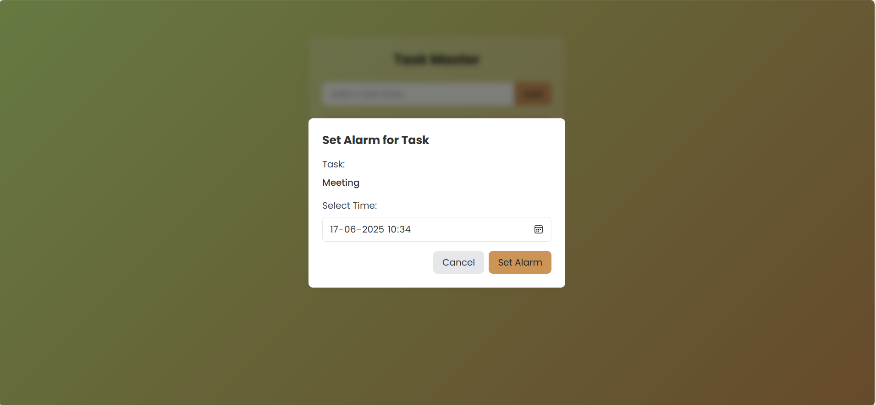 Task Master
Set Alarm for Task
Task:
Meeting
Select Time:
17-06-2025 10:34
Cancel
Set Alarm